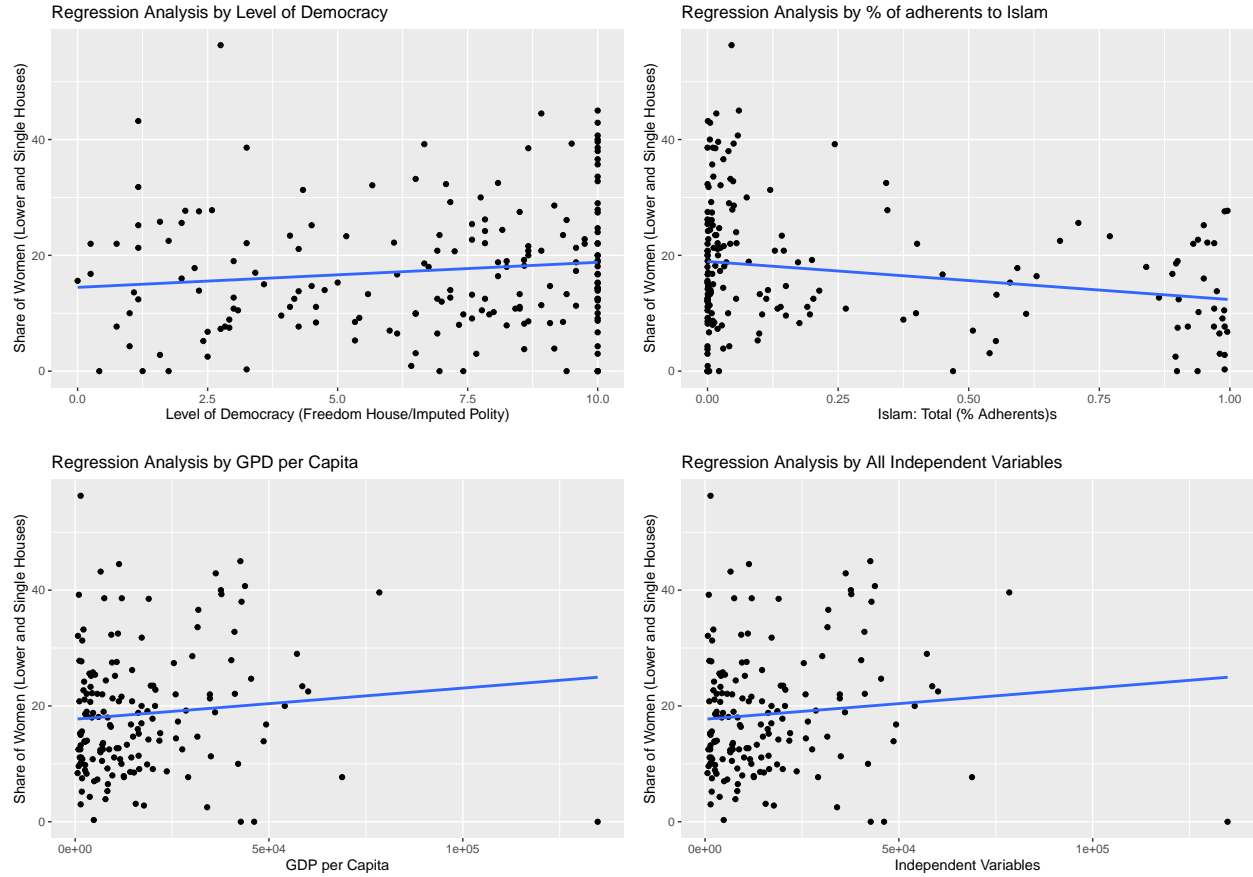 Regression Analysis by Level of Democracy
Share of Women (Lower and Single Houses)
40
20
0
0.0 2.5 5.0 7.5 10.0
Level of Democracy (Freedom House/Imputed Polity)
Regression Analysis by % of adherents to Islam
Share of Women (Lower and Single Houses)
40
20
0
0.00 0.25 0.50 0.75 1.00
Islam: Total (% Adherents)s
Regression Analysis by GPD per Capita
Share of Women (Lower and Single Houses)
40
20
0
0e+00 5e+04 1e+05
GDP per Capita
Regression Analysis by All Independent Variables
Share of Women (Lower and Single Houses)
40
20
0
0e+00 5e+04 1e+05
Independent Variables